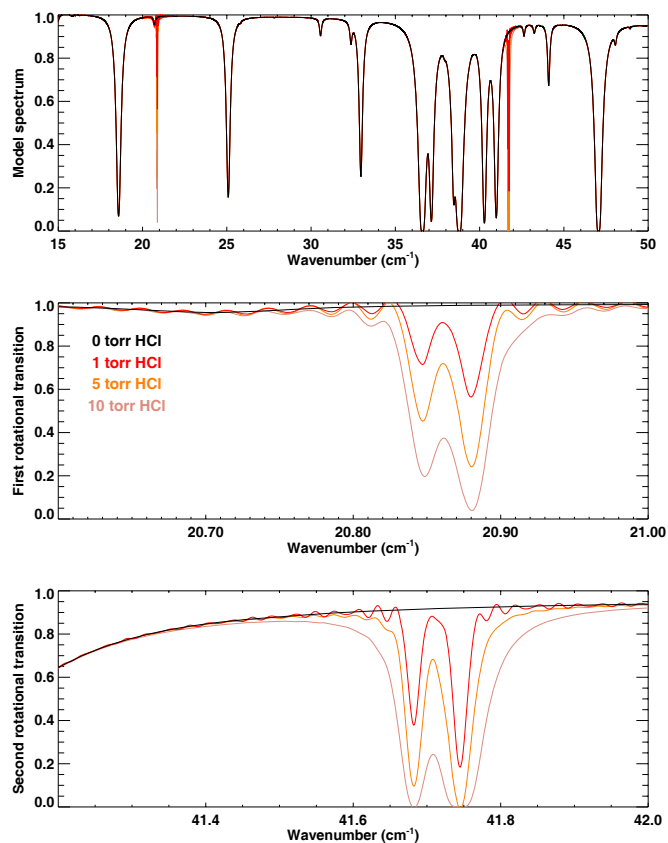 Model spectrum
1.0
0.8
0.6
0.4
0.2
0.0
15 20 25 30 35 40 45 50
Wavenumber (cm-1)
First rotational transition
1.0
0.8
0.6
0.4
0.2
0.0
0 torr HCl
1 torr HCl
5 torr HCl
10 torr HCl
20.70 20.80 20.90 21.00
Wavenumber (cm-1)
Second rotational transition
1.0
0.8
0.6
0.4
0.2
0.0
41.4 41.6 41.8 42.0
Wavenumber (cm-1)